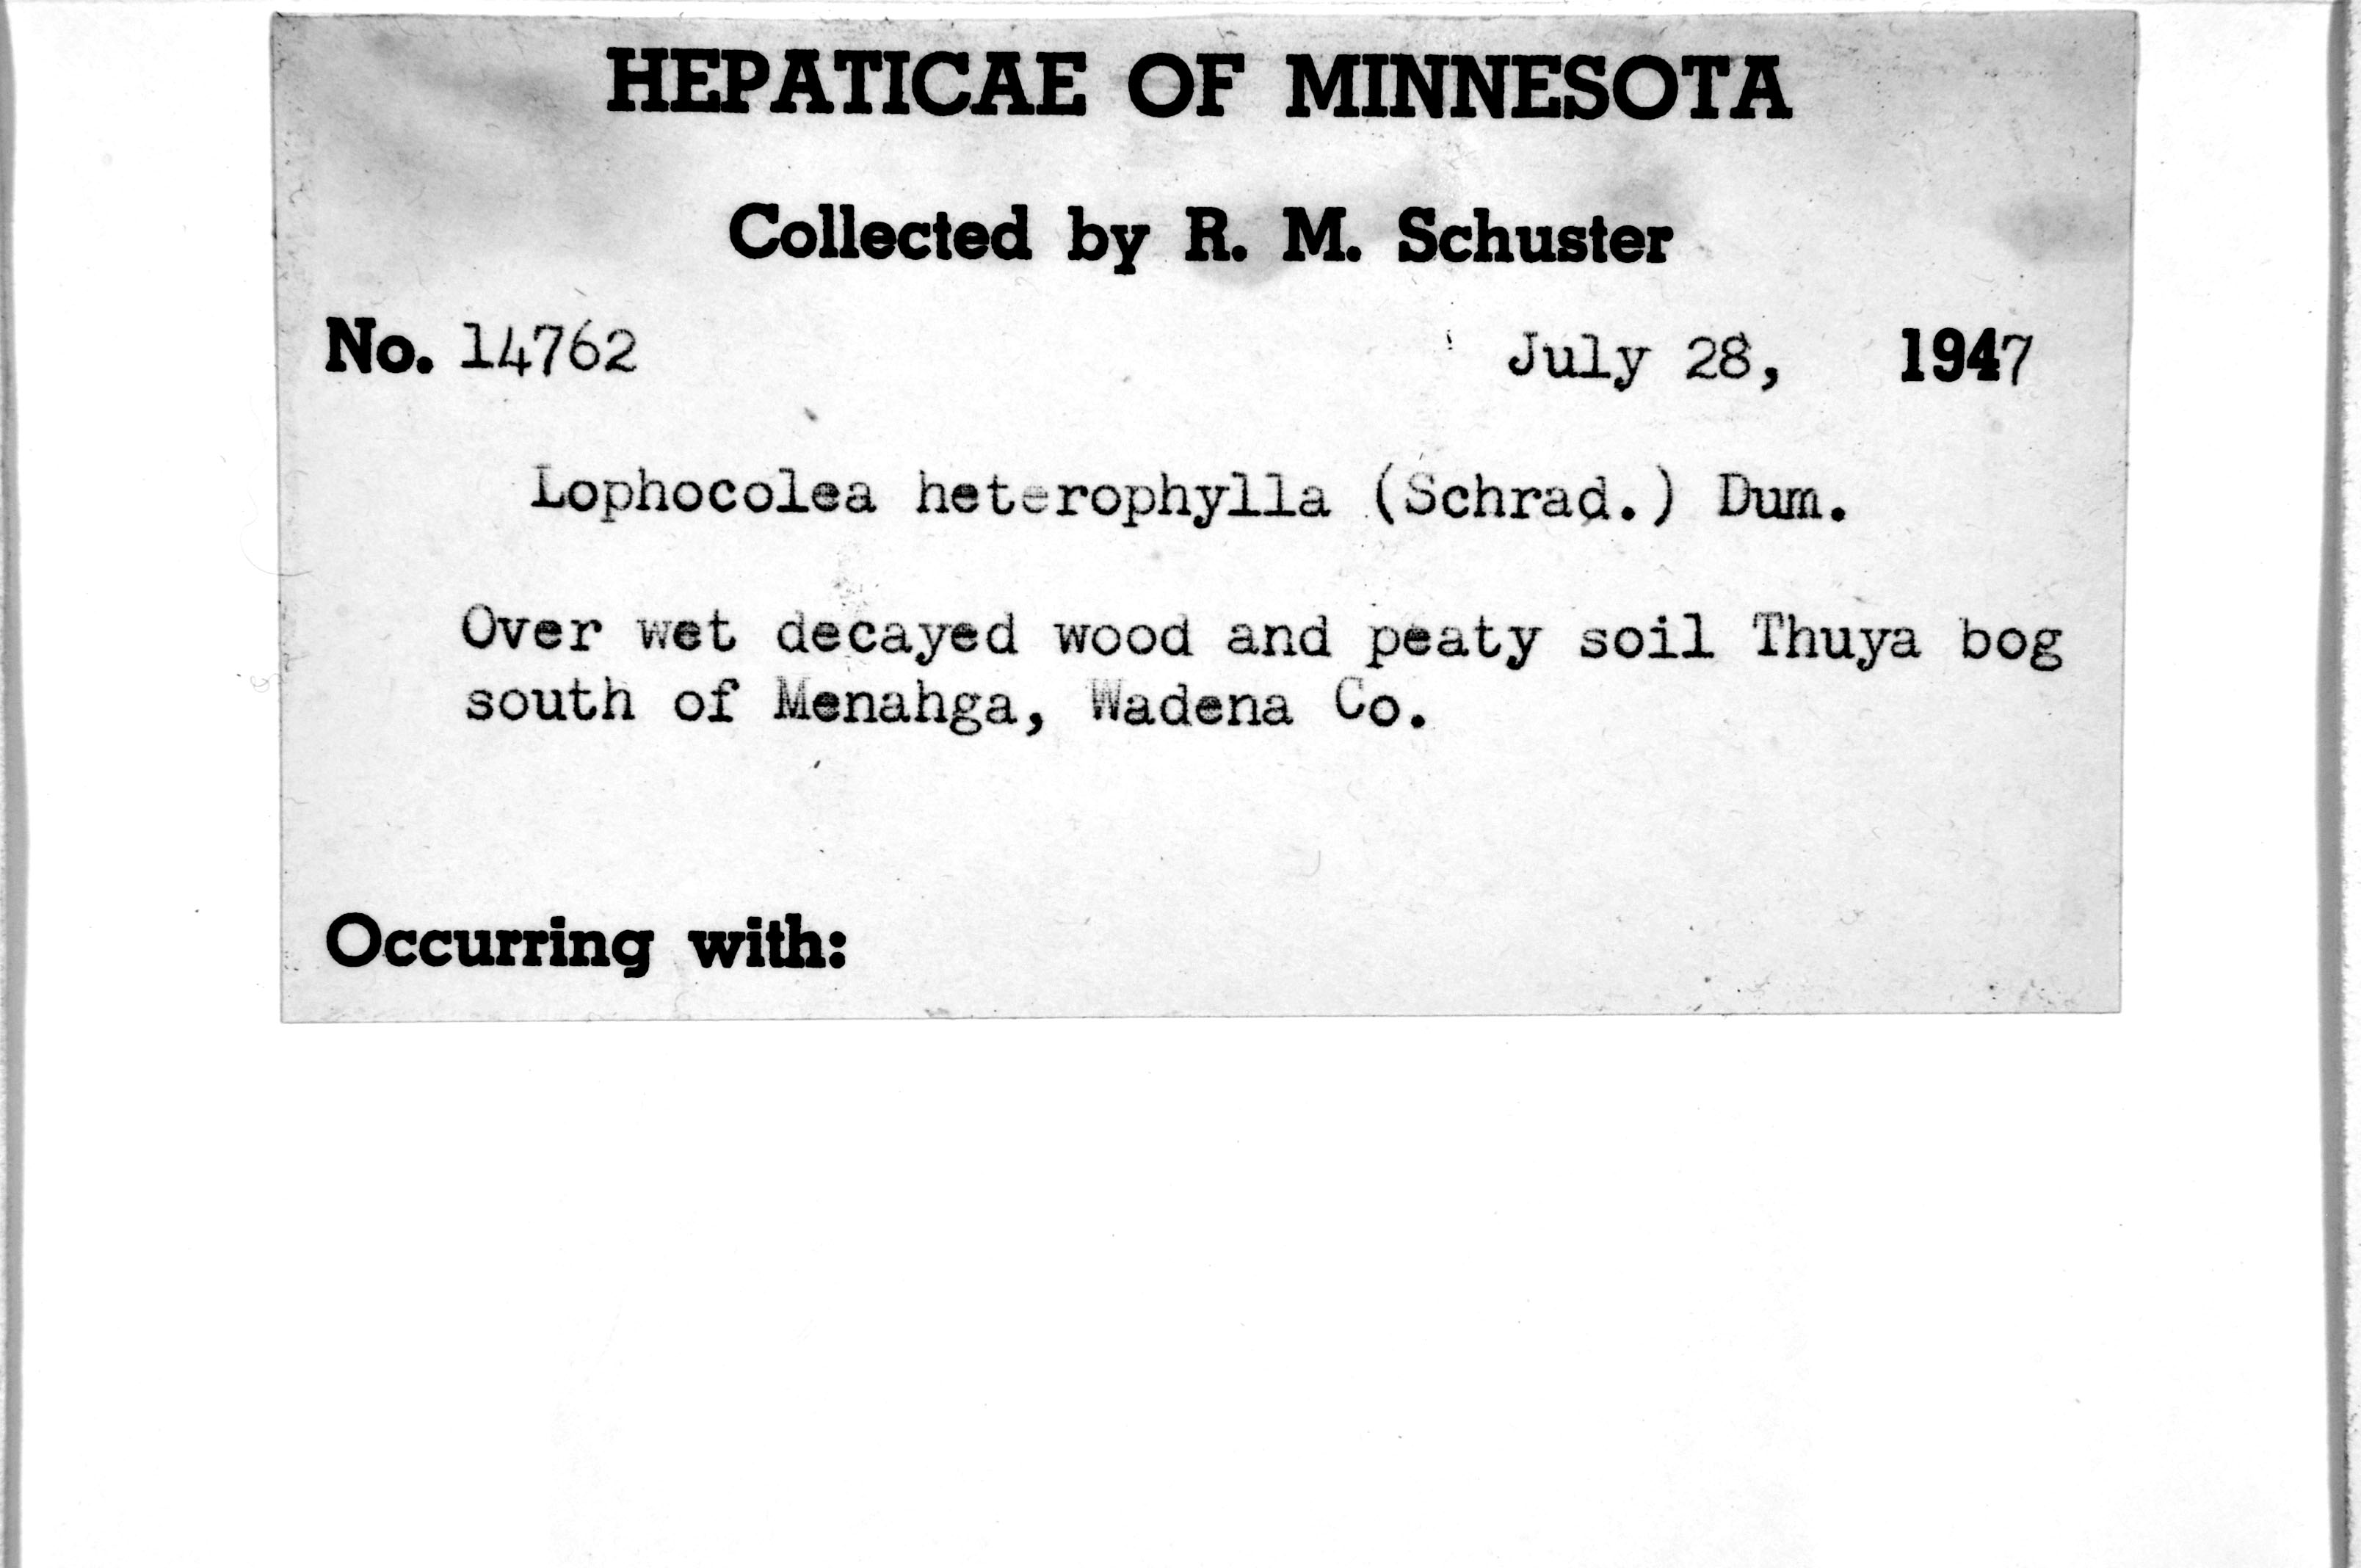 HEPATICAE OF MINNESOTA
Collected by R. M. Schuster
No. 14762 July 28, 1947
Lophocolea heterophylla (Schrad.) Dum.
Over wet decayed wood and peaty soil Thuya bog
south of Menahga, Wadena Co.
Occurring with: